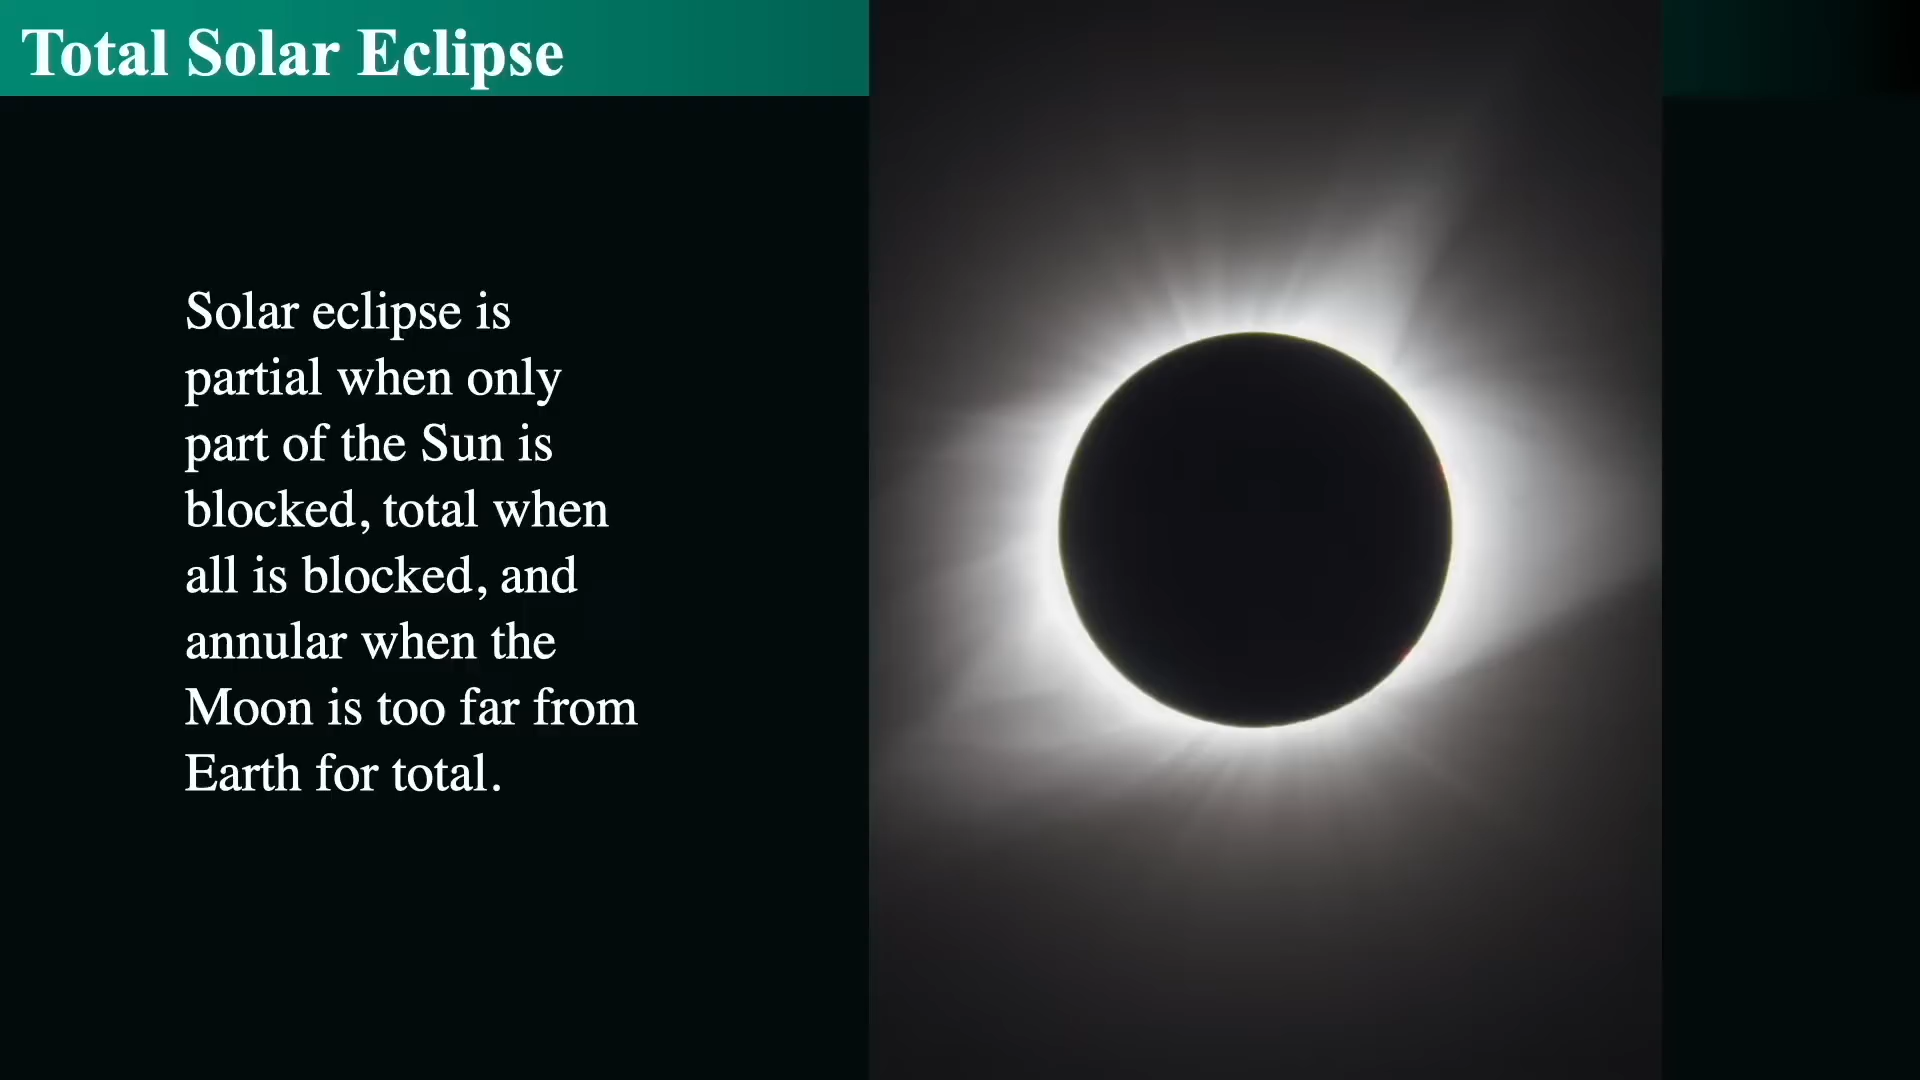 Total Solar Eclipse
Solar eclipse is
partial when only
part of the Sun is
blocked, total when
all is blocked, and
annular when the
Moon is too far from
Earth for total.